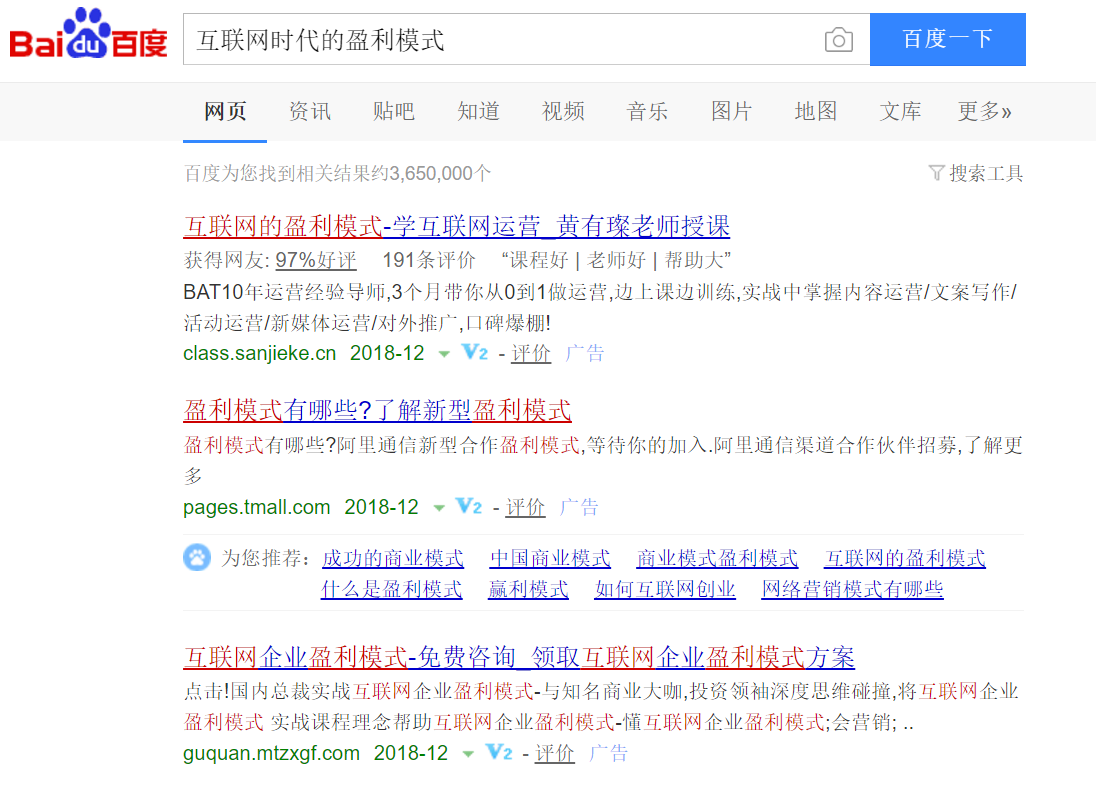 Bai du 百度
互联网时代的盈利模式
百度一下
网页 资讯 贴吧 知道 视频 音乐 图片 地图 文库 更多»
百度为您找到相关结果约3,650,000个
搜索工具
互联网的盈利模式-学互联网运营_黄有璨老师授课
获得网友: 97%好评 191条评价 “课程好 | 老师好 | 帮助大”
BAT10年运营经验导师,3个月带你从0到1做运营,边上课边训练,实战中掌握内容运营/文案写作/
活动运营/新媒体运营/对外推广,口碑爆棚!
class.sanjieke.cn 2018-12 V2 - 评价 广告
盈利模式有哪些?了解新型盈利模式
盈利模式有哪些?阿里通信新型合作盈利模式,等待你的加入.阿里通信渠道合作伙伴招募,了解更
多
pages.tmall.com 2018-12 V2 - 评价 广告
为您推荐: 成功的商业模式 中国商业模式 商业模式盈利模式 互联网的盈利模式
什么是盈利模式 赢利模式 如何互联网创业 网络营销模式有哪些
互联网企业盈利模式-免费咨询_领取互联网企业盈利模式方案
点击!国内总裁实战互联网企业盈利模式-与知名商业大咖,投资领袖深度思维碰撞,将互联网企业
盈利模式 实战课程理念帮助互联网企业盈利模式-懂互联网企业盈利模式;会营销; ..
guquan.mtzxgf.com 2018-12 V2 - 评价 广告